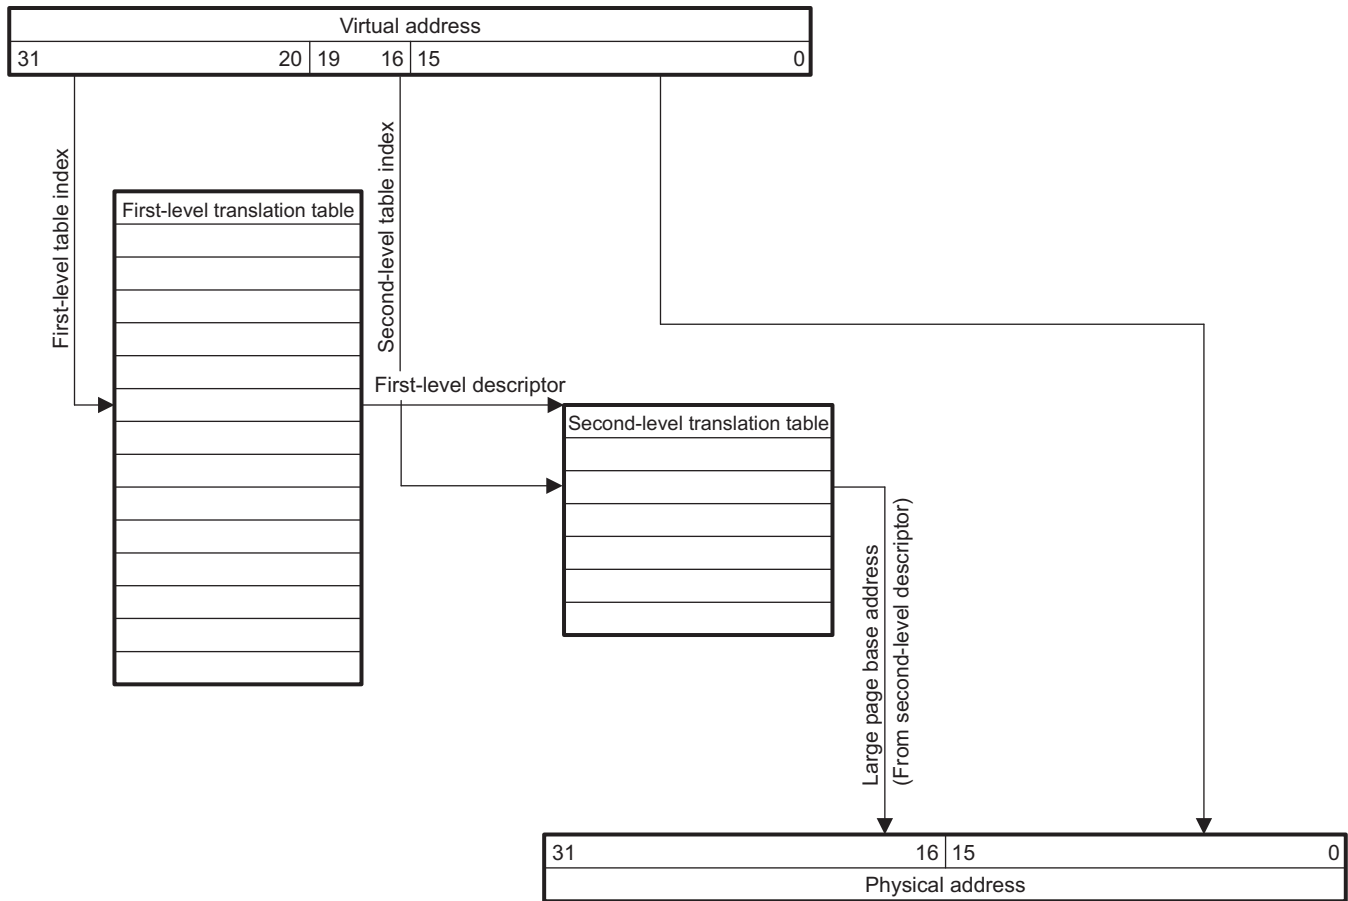 Virtual address
31 20 19 16 15 0
First-level table index
Second-level table index
First-level translation table
First-level descriptor
Second-level translation table
Large page base address
(From second-level descriptor)
31 16 15 0
Physical address